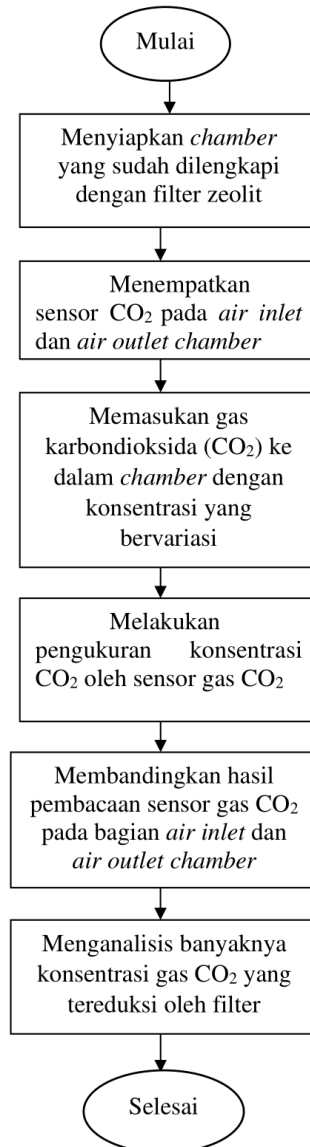 Mulai
Menyiapkan chamber
yang sudah dilengkapi
dengan filter zeolit
Menempatkan
sensor CO₂ pada air inlet
dan air outlet chamber
Memasukan gas
karbondioksida (CO₂) ke
dalam chamber dengan
konsentrasi yang
bervariasi
Melakukan
pengukuran konsentrasi
CO₂ oleh sensor gas CO₂
Membandingkan hasil
pembacaan sensor gas CO₂
pada bagian air inlet dan
air outlet chamber
Menganalisis banyaknya
konsentrasi gas CO₂ yang
tereduksi oleh filter
Selesai